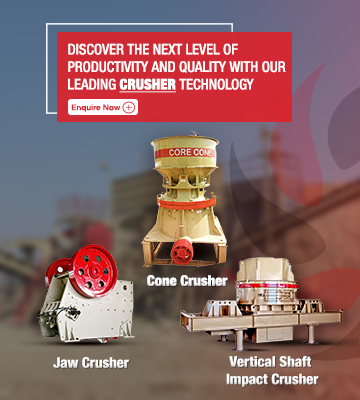 DISCOVER THE NEXT LEVEL OF
PRODUCTIVITY AND QUALITY WITH OUR
LEADING CRUSHER TECHNOLOGY
Enquire Now
CORE CONE
Cone Crusher
Jaw Crusher
Vertical Shaft
Impact Crusher